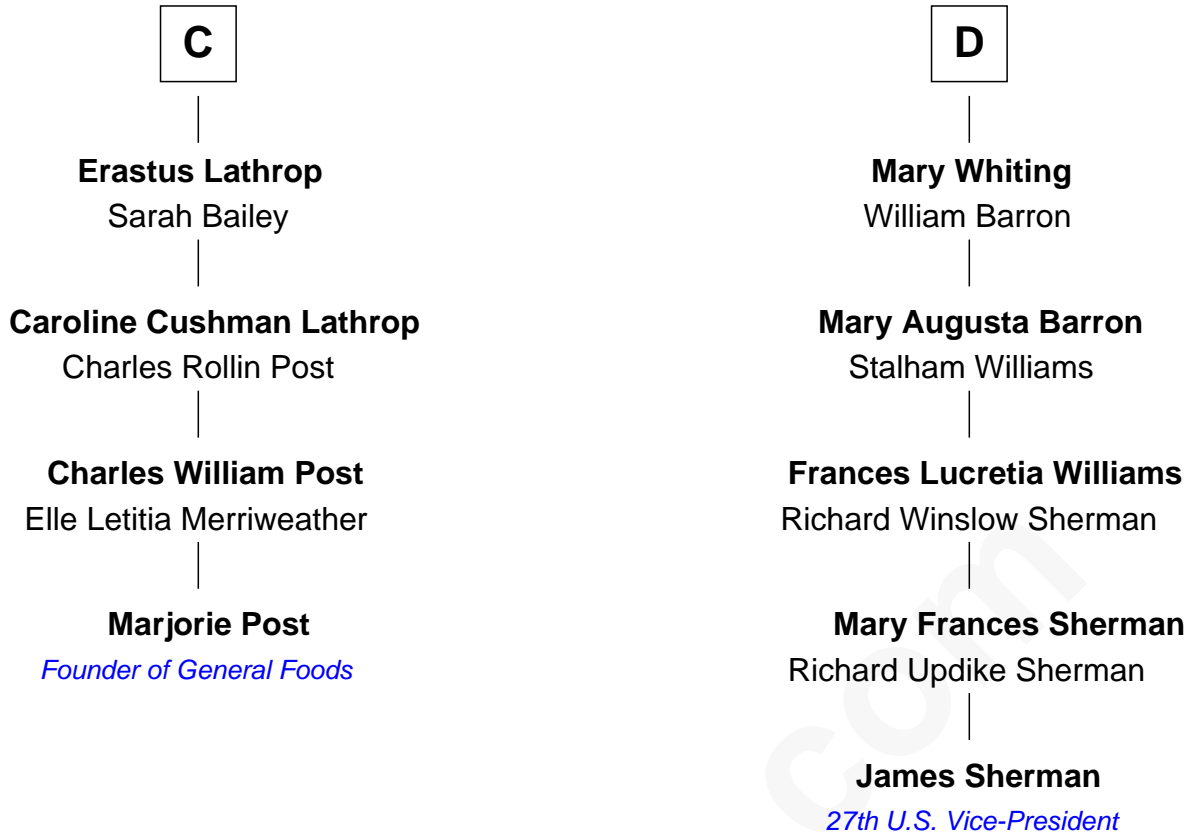 C
Erastus Lathrop
Sarah Bailey
Caroline Cushman Lathrop
Charles Rollin Post
Charles William Post
Elle Letitia Merriweather
Marjorie Post
Founder of General Foods
D
Mary Whiting
William Barron
Mary Augusta Barron
Stalham Williams
Frances Lucretia Williams
Richard Winslow Sherman
Mary Frances Sherman
Richard Updike Sherman
James Sherman
27th U.S. Vice-President
com